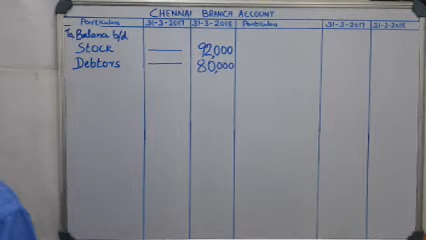 CHENNAI BRANCH ACCOUNT
Particulars 31-3-2017 31-3-2018 Particulars 31-3-2017 31-3-2018
To Balance b/d
Stock — 92,000
Debtors — 80,000